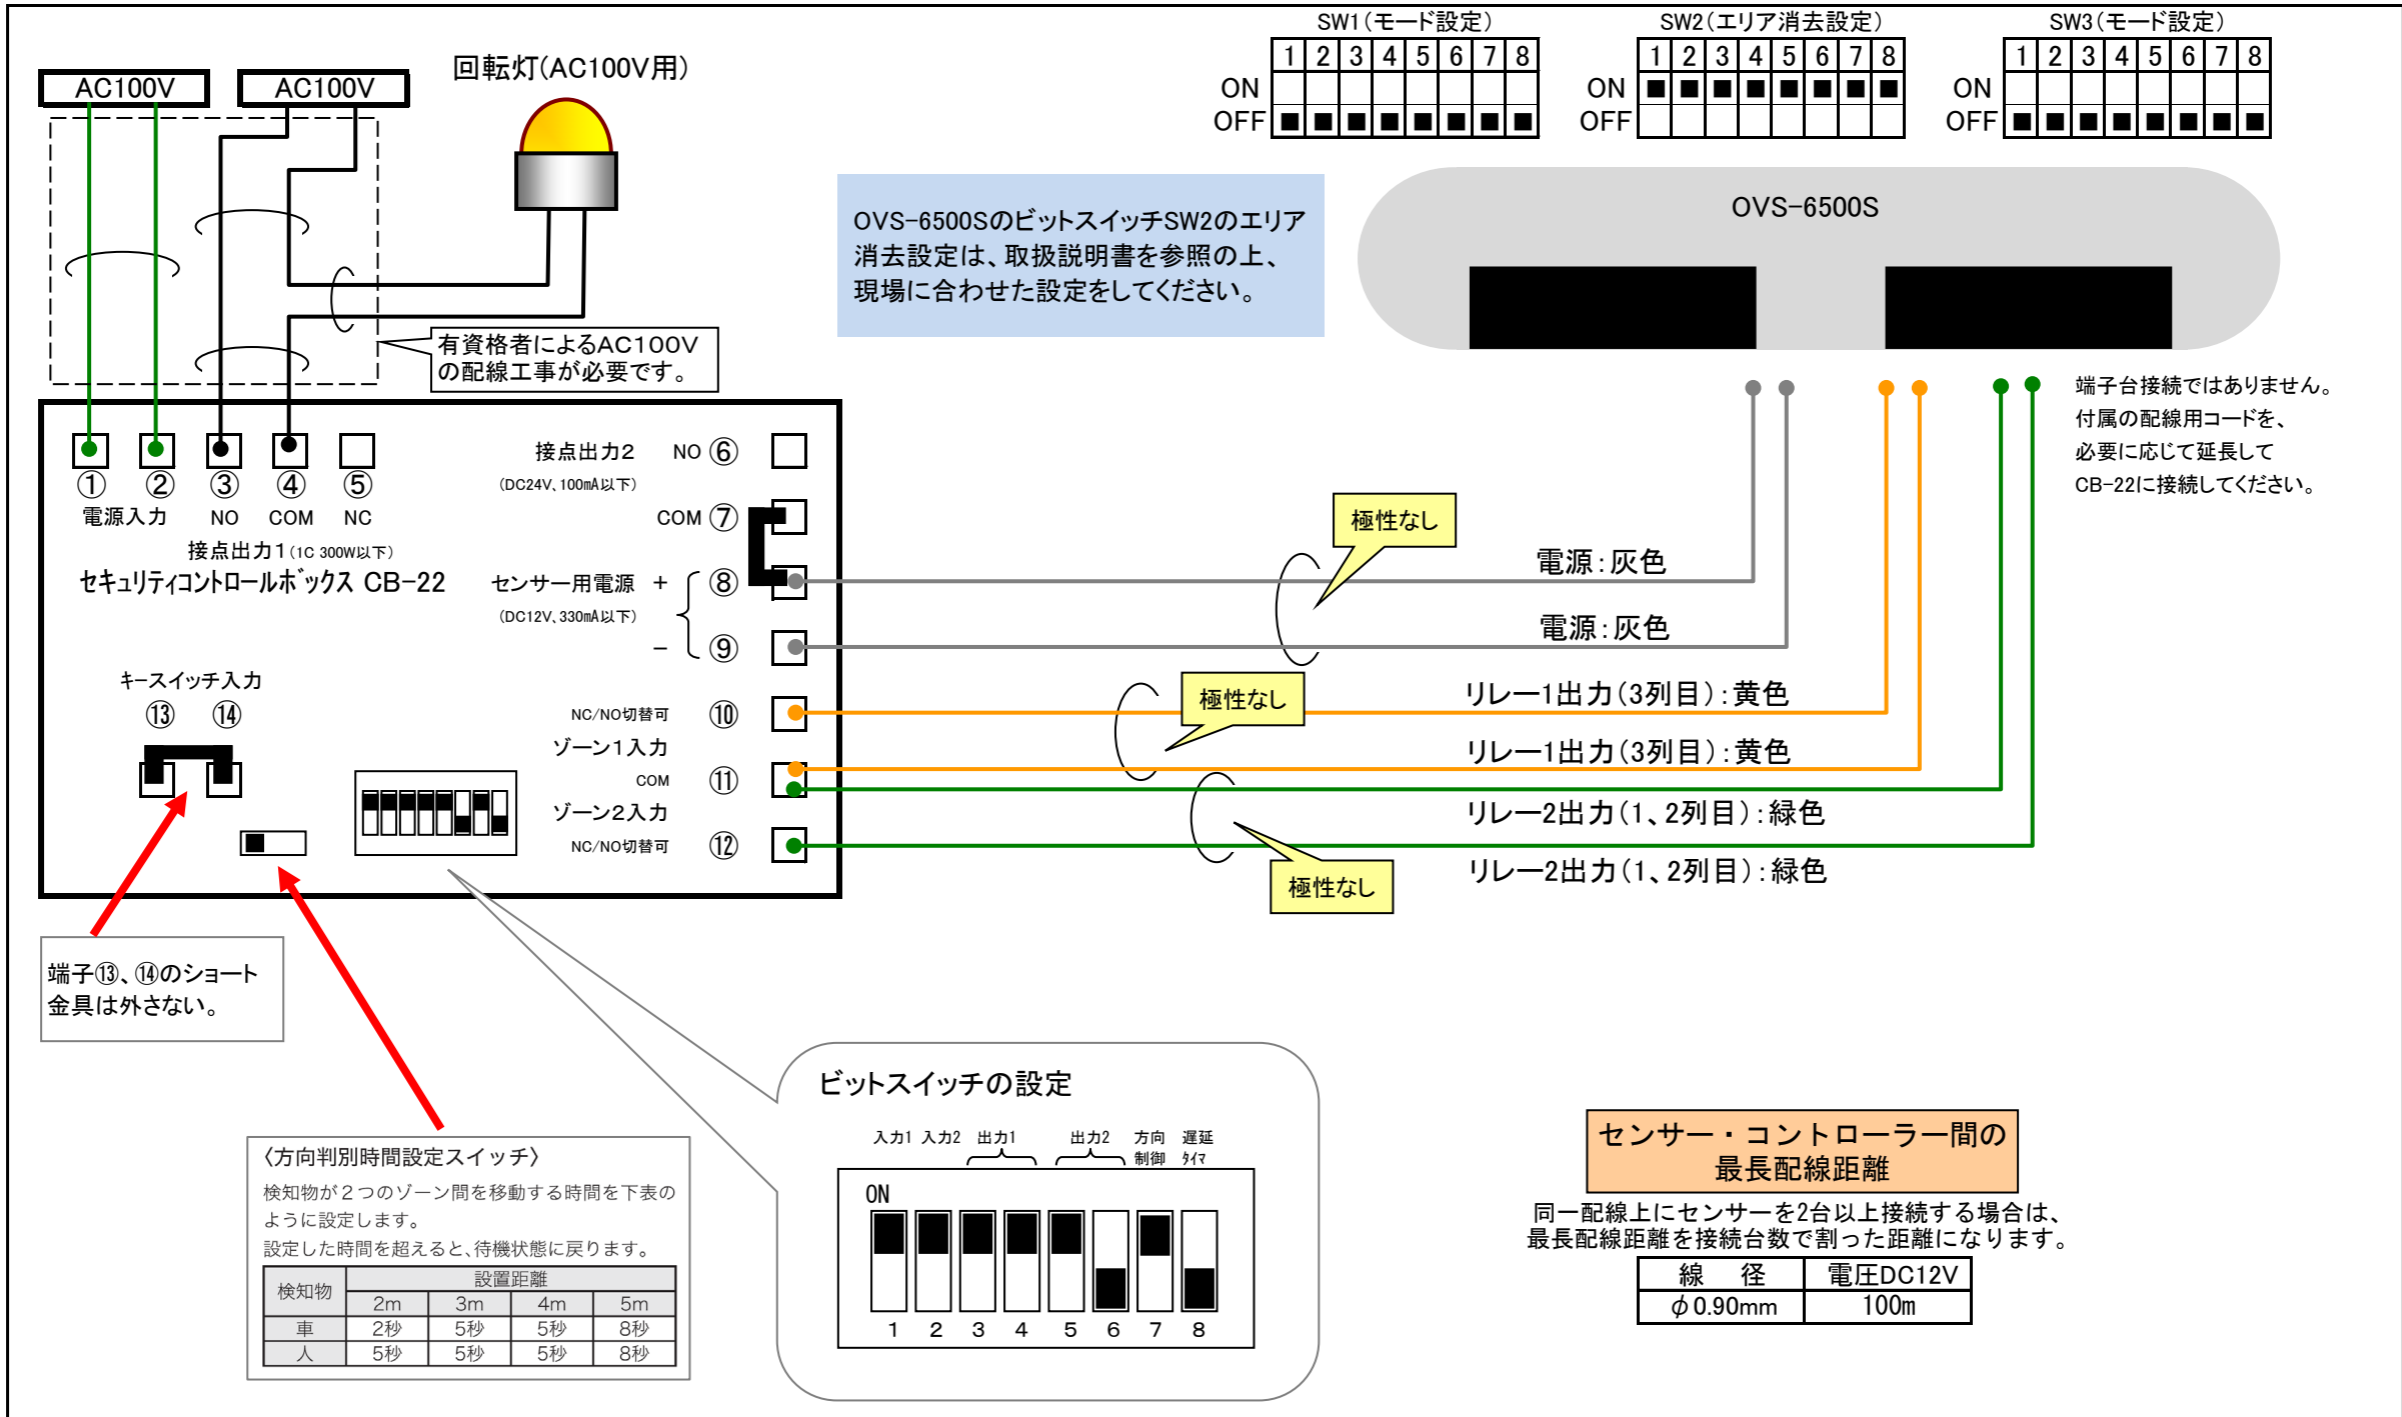 SW1(モード設定)
1 2 3 4 5 6 7 8
ON
OFF
SW2(エリア消去設定)
1 2 3 4 5 6 7 8
ON
OFF
SW3(モード設定)
1 2 3 4 5 6 7 8
ON
OFF
AC100V
AC100V
回転灯(AC100V用)
OVS-6500SのビットスイッチSW2のエリア
消去設定は、取扱説明書を参照の上、
現場に合わせた設定をしてください。
OVS-6500S
有資格者によるAC100V
の配線工事が必要です。
端子台接続ではありません。
付属の配線用コードを、
必要に応じて延長して
CB-22に接続してください。
① ② ③ ④ ⑤
電源入力 NO COM NC
接点出力1(1C 300W以下)
セキュリティコントロールボックス CB-22
接点出力2 NO ⑥
(DC24V、100mA以下)
COM ⑦
センサー用電源 + ⑧
(DC12V、330mA以下)
- ⑨
NC/NO切替可 ⑩
ゾーン1入力
COM ⑪
ゾーン2入力
NC/NO切替可 ⑫
キースイッチ入力
⑬ ⑭
極性なし
電源:灰色
電源:灰色
極性なし
リレー1出力(3列目):黄色
リレー1出力(3列目):黄色
リレー2出力(1、2列目):緑色
極性なし
リレー2出力(1、2列目):緑色
端子⑬、⑭のショート
金具は外さない。
〈方向判別時間設定スイッチ〉
検知物が2つのゾーン間を移動する時間を下表の
ように設定します。
設定した時間を超えると、待機状態に戻ります。
検知物 設置距離
2m 3m 4m 5m
車 2秒 5秒 5秒 8秒
人 5秒 5秒 5秒 8秒
ビットスイッチの設定
入力1 入力2 出力1 出力2 方向 遅延
制御 タイマ
ON
1 2 3 4 5 6 7 8
センサー・コントローラー間の
最長配線距離
同一配線上にセンサーを2台以上接続する場合は、
最長配線距離を接続台数で割った距離になります。
線 径 電圧DC12V
φ0.90mm 100m